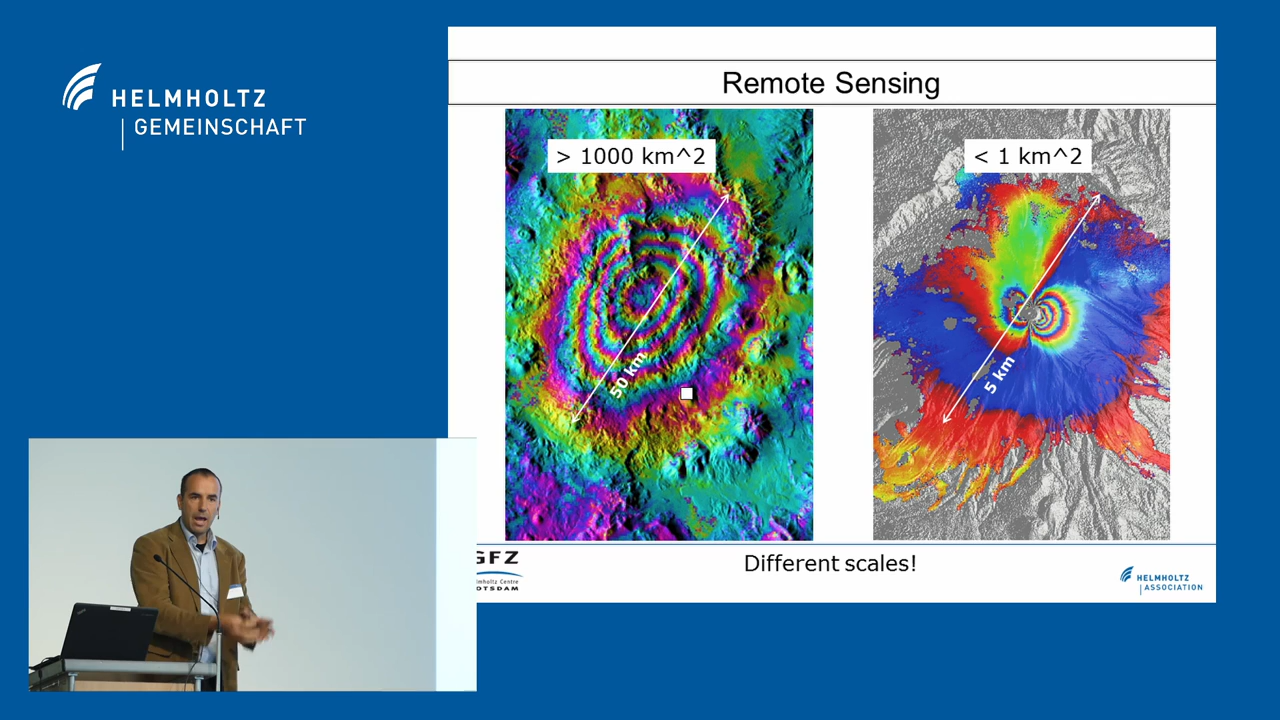 HELMHOLTZ
GEMEINSCHAFT
Remote Sensing
> 1000 km^2
< 1 km^2
50 km
5 km
Different scales!
GFZ
HELMHOLTZ
ASSOCIATION